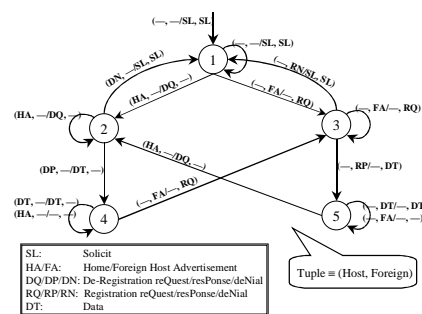 (—, —/SL, SL)
(—, —/SL, SL)
1
(DN, —/SL, SL)
(—, RN/SL, SL)
(HA, —/DQ, —)
(—, FA/—, RQ)
(HA, —/DQ, —)
2
3
(—, FA/—, RQ)
(HA, —/DQ, —)
(DP, —/DT, —)
(—, FA/—, RQ)
(—, RP/—, DT)
(DT, —/DT, —)
(HA, —/—, —)
4
5
(—, DT/—, DT
(—, FA/—, —)
SL: Solicit
HA/FA: Home/Foreign Host Advertisement
DQ/DP/DN: De-Registration reQuest/resPonse/deNial
RQ/RP/RN: Registration reQuest/resPonse/deNial
DT: Data
Tuple ≡ (Host, Foreign)